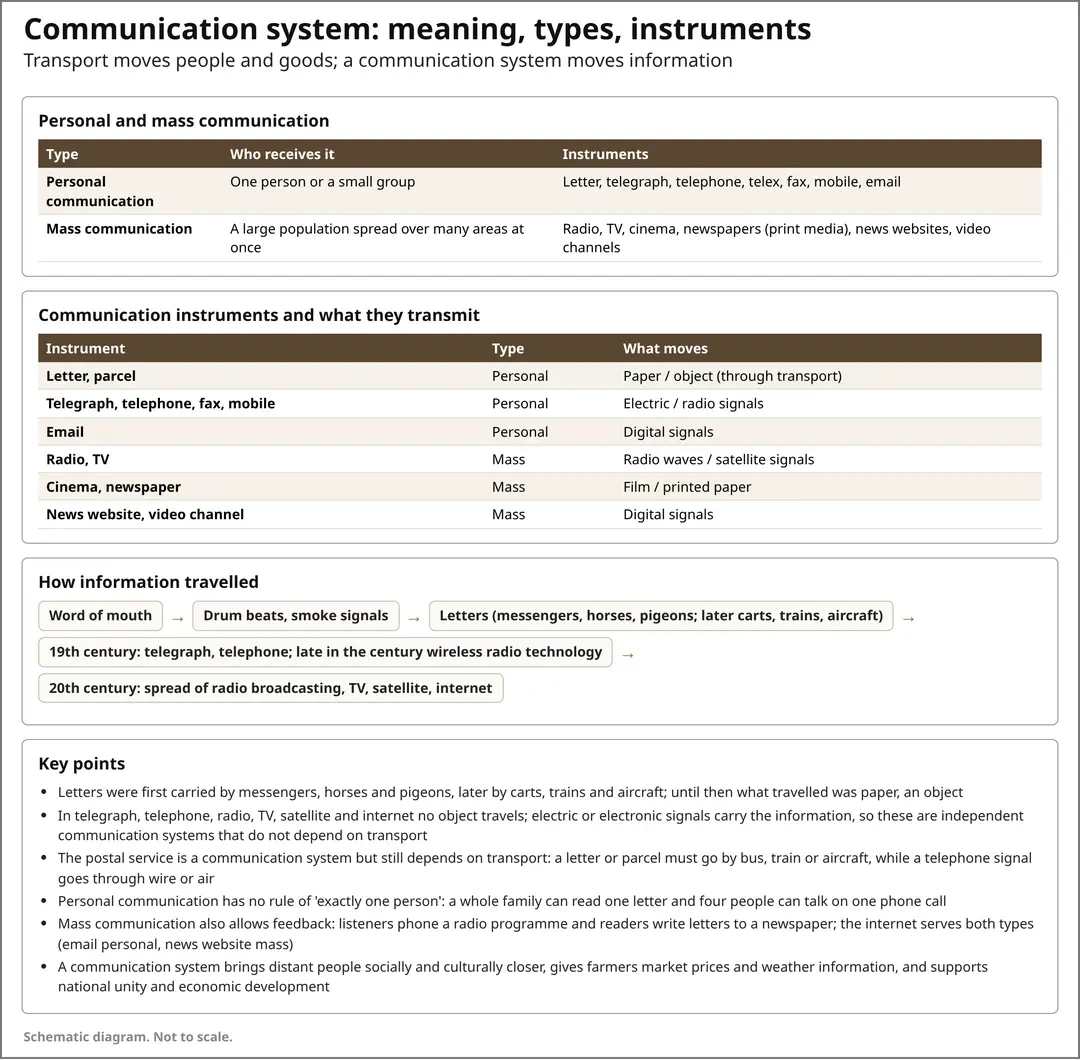 Communication system: meaning, types, instruments
Transport moves people and goods; a communication system moves information
Personal and mass communication
Type Who receives it Instruments
Personal communication One person or a small group Letter, telegraph, telephone, telex, fax, mobile, email
Mass communication A large population spread over many areas at once Radio, TV, cinema, newspapers (print media), news websites, video channels
Communication instruments and what they transmit
Instrument Type What moves
Letter, parcel Personal Paper / object (through transport)
Telegraph, telephone, fax, mobile Personal Electric / radio signals
Email Personal Digital signals
Radio, TV Mass Radio waves / satellite signals
Cinema, newspaper Mass Film / printed paper
News website, video channel Mass Digital signals
How information travelled
Word of mouth → Drum beats, smoke signals → Letters (messengers, horses, pigeons; later carts, trains, aircraft) →
19th century: telegraph, telephone; late in the century wireless radio technology →
20th century: spread of radio broadcasting, TV, satellite, internet
Key points
• Letters were first carried by messengers, horses and pigeons, later by carts, trains and aircraft; until then what travelled was paper, an object
• In telegraph, telephone, radio, TV, satellite and internet no object travels; electric or electronic signals carry the information, so these are independent
communication systems that do not depend on transport
• The postal service is a communication system but still depends on transport: a letter or parcel must go by bus, train or aircraft, while a telephone signal
goes through wire or air
• Personal communication has no rule of 'exactly one person': a whole family can read one letter and four people can talk on one phone call
• Mass communication also allows feedback: listeners phone a radio programme and readers write letters to a newspaper; the internet serves both types
(email personal, news website mass)
• A communication system brings distant people socially and culturally closer, gives farmers market prices and weather information, and supports
national unity and economic development
Schematic diagram. Not to scale.